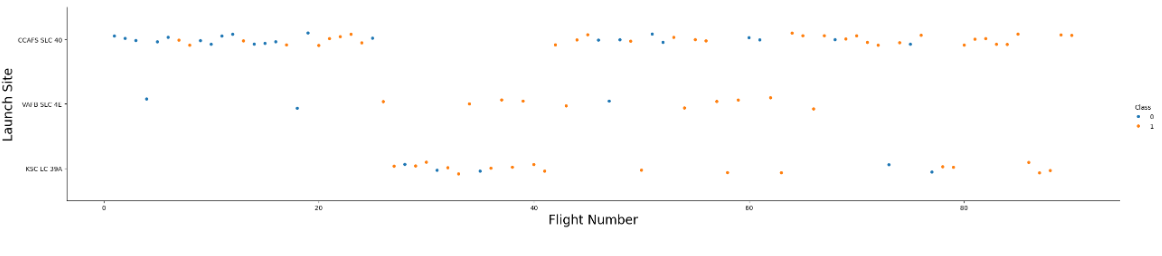 CCAFS SLC 40
VAFB SLC 4E
KSC LC 39A
Launch Site
0
20
40
60
80
Flight Number
Class
0
1